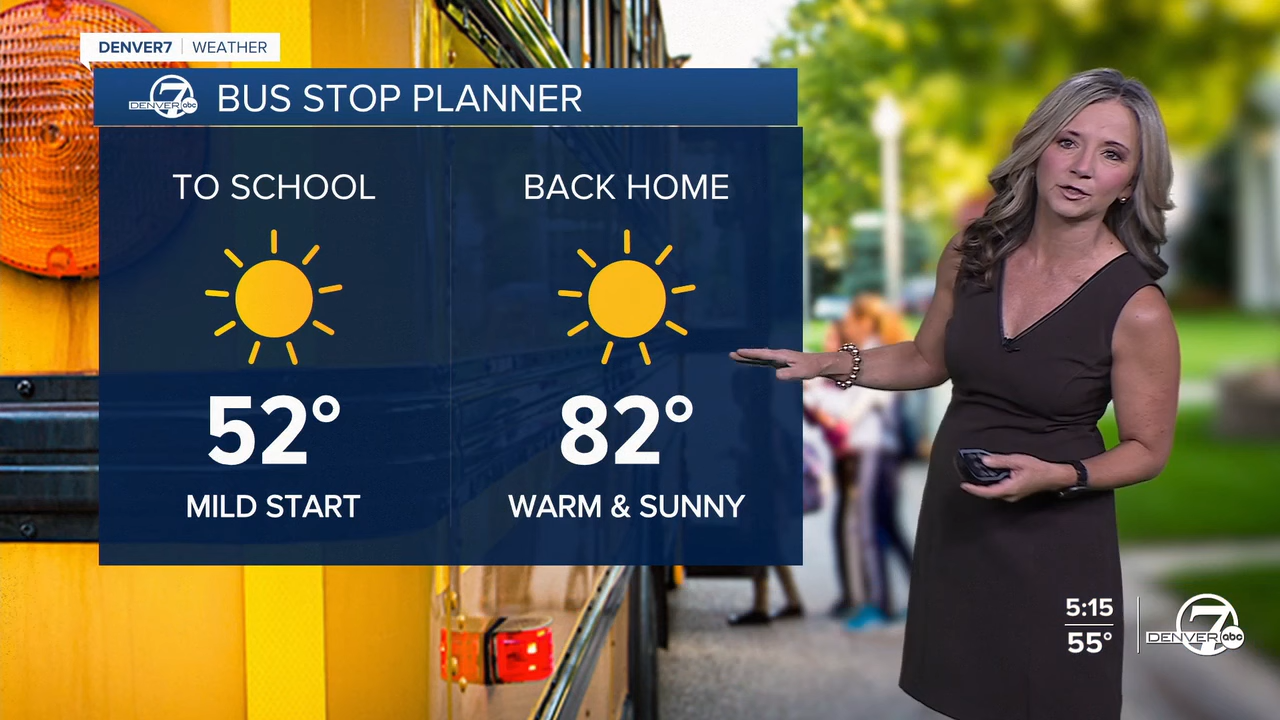 DENVER7 | WEATHER
DENVER 7 abc
BUS STOP PLANNER
TO SCHOOL
52°
MILD START
BACK HOME
82°
WARM & SUNNY
5:15
55°
DENVER 7 abc